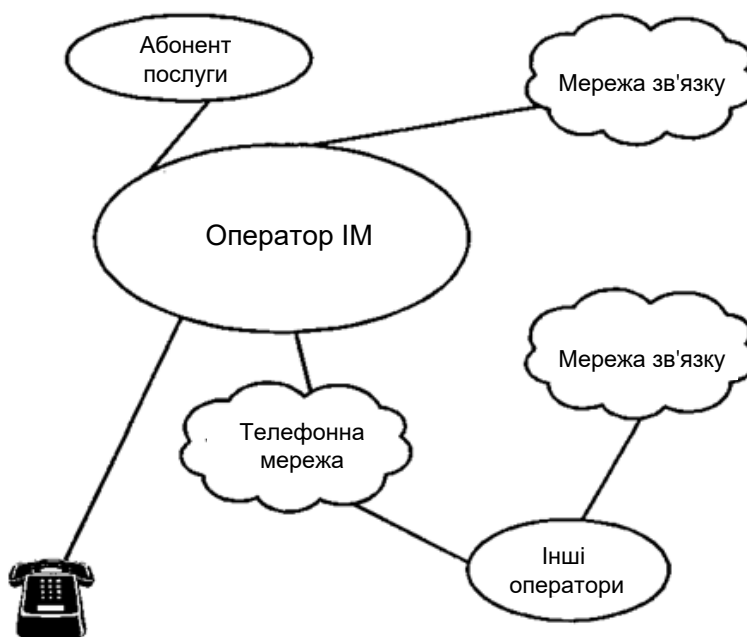 Абонент
послуги
Мережа зв'язку
Оператор ІМ
Мережа зв'язку
Телефонна
мережа
Інші
оператори